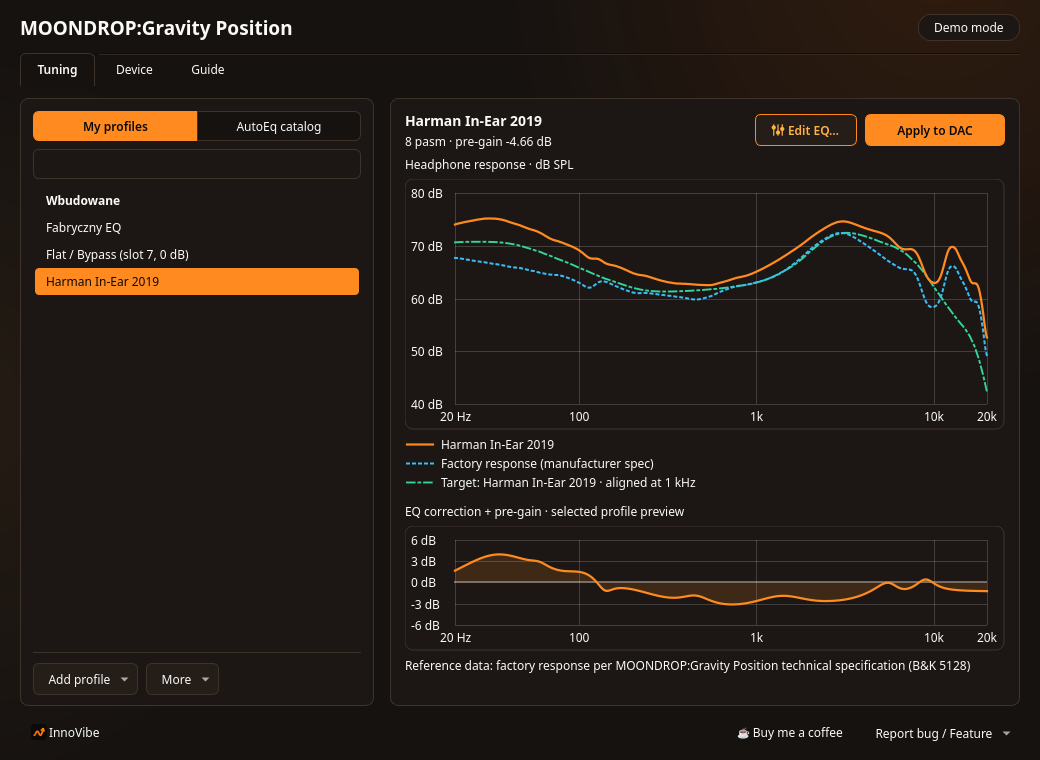 MOONDROP:Gravity Position
Demo mode
Tuning
Device
Guide
My profiles
AutoEq catalog
Wbudowane
Fabryczny EQ
Flat / Bypass (slot 7, 0 dB)
Harman In-Ear 2019
Add profile
More
Harman In-Ear 2019
8 pasm · pre-gain -4.66 dB
Edit EQ...
Apply to DAC
Headphone response · dB SPL
80 dB
70 dB
60 dB
50 dB
40 dB
20 Hz
100
1k
10k
20k
Harman In-Ear 2019
Factory response (manufacturer spec)
Target: Harman In-Ear 2019 · aligned at 1 kHz
EQ correction + pre-gain · selected profile preview
6 dB
3 dB
0 dB
-3 dB
-6 dB
20 Hz
100
1k
10k
20k
Reference data: factory response per MOONDROP:Gravity Position technical specification (B&K 5128)
InnoVibe
Buy me a coffee
Report bug / Feature